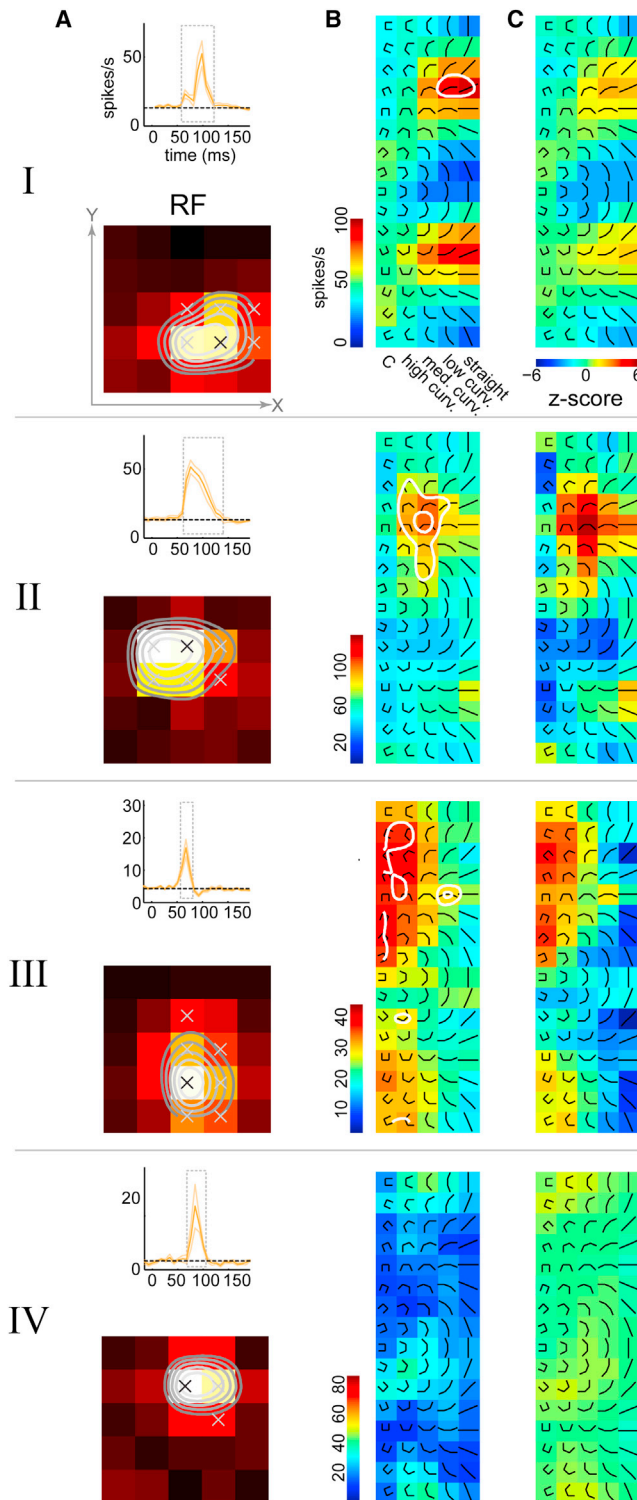 A
B
C
50
spikes/s
0
0 50 100 150
time (ms)
I
RF
Y
X
100
50
0
spikes/s
C
high curv.
med. curv.
low curv.
straight
−6 0 6
z-score
50
0
0 50 100 150
II
100
60
20
30
20
10
0
0 50 100 150
III
40
30
20
10
20
0
0 50 100 150
IV
80
60
40
20